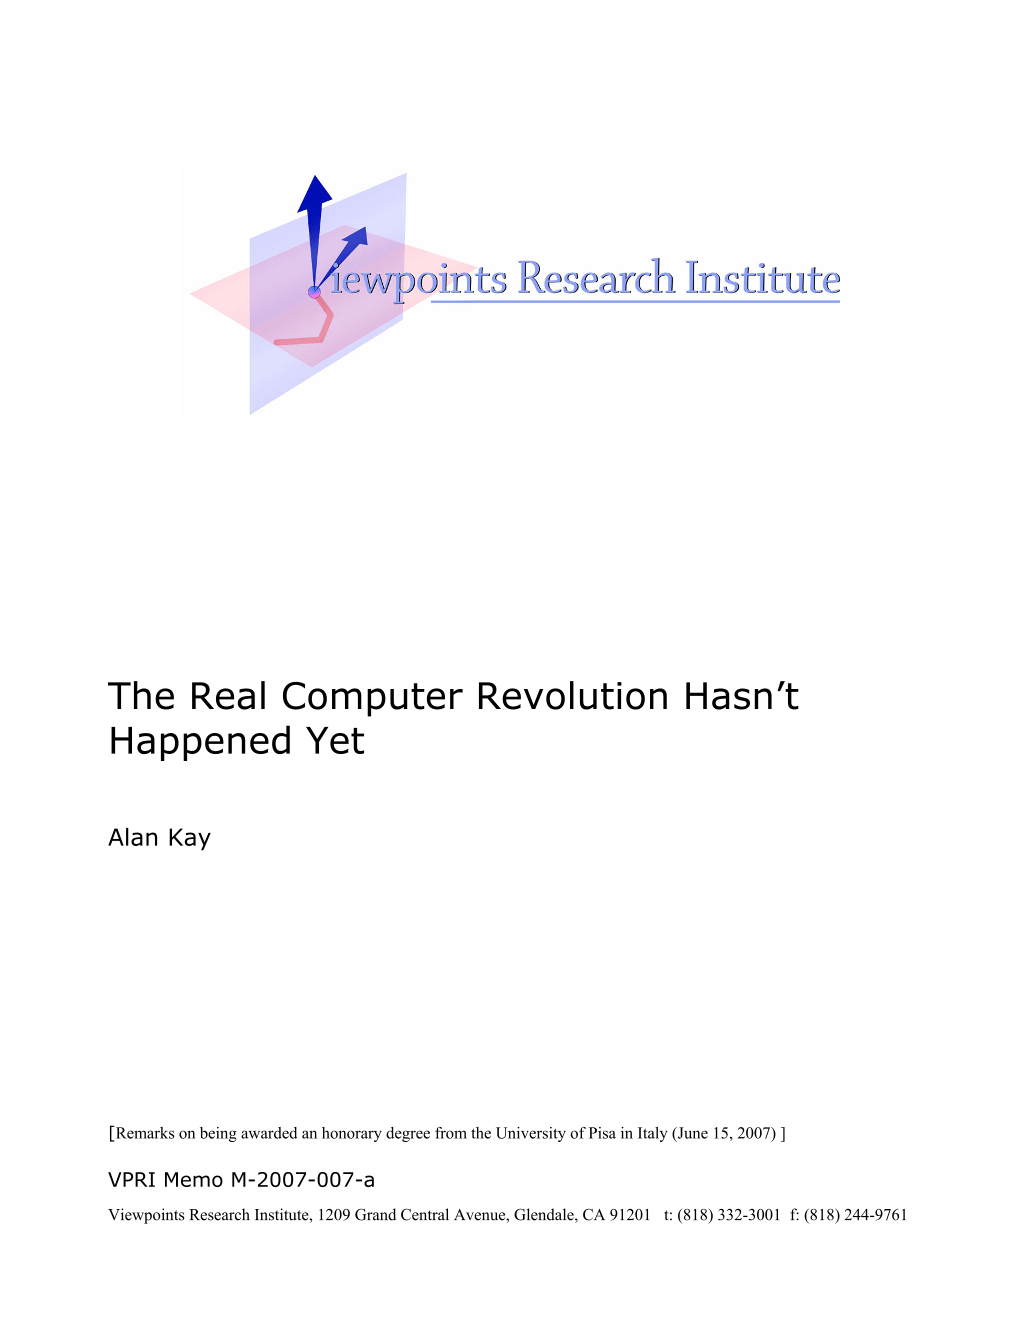 iewpoints Research Institute
The Real Computer Revolution Hasn’t
Happened Yet
Alan Kay
[Remarks on being awarded an honorary degree from the University of Pisa in Italy (June 15, 2007) ]
VPRI Memo M-2007-007-a
Viewpoints Research Institute, 1209 Grand Central Avenue, Glendale, CA 91201   t: (818) 332-3001  f: (818) 244-9761